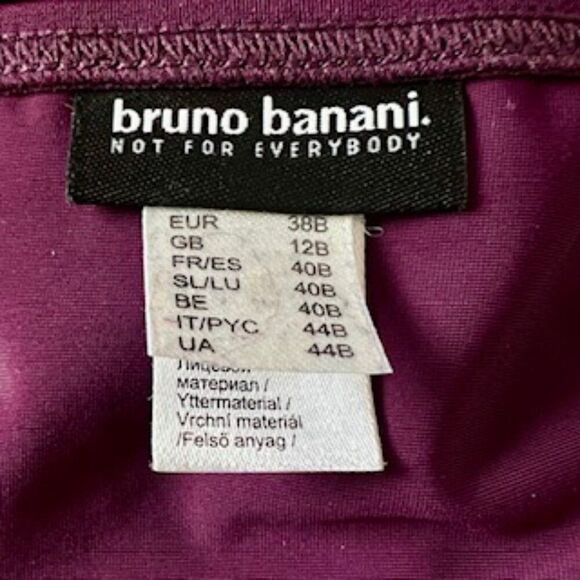 bruno banani.
NOT FOR EVERYBODY.
EUR 38B
GB 12B
FR/ES 40B
SL/LU 40B
BE 40B
IT/PYC 44B
UA 44B
Лицевой
материал /
Yttermaterial /
Vrchní materiál
/Felső anyag /